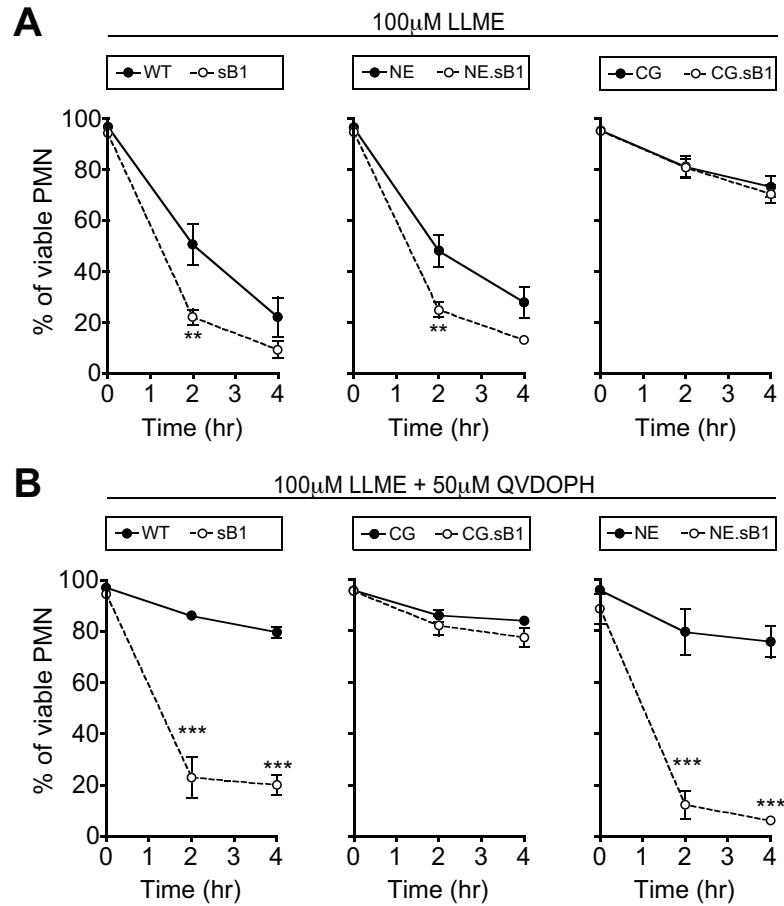 A
100μM LLME
WT sB1
NE NE.sB1
CG CG.sB1
% of viable PMN
100
80
60
40
20
0
**
**
0 1 2 3 4
0 1 2 3 4
0 1 2 3 4
Time (hr)
Time (hr)
Time (hr)
B
100μM LLME + 50μM QVDOPH
WT sB1
CG CG.sB1
NE NE.sB1
% of viable PMN
100
80
60
40
20
0
***
***
***
***
0 1 2 3 4
0 1 2 3 4
0 1 2 3 4
Time (hr)
Time (hr)
Time (hr)